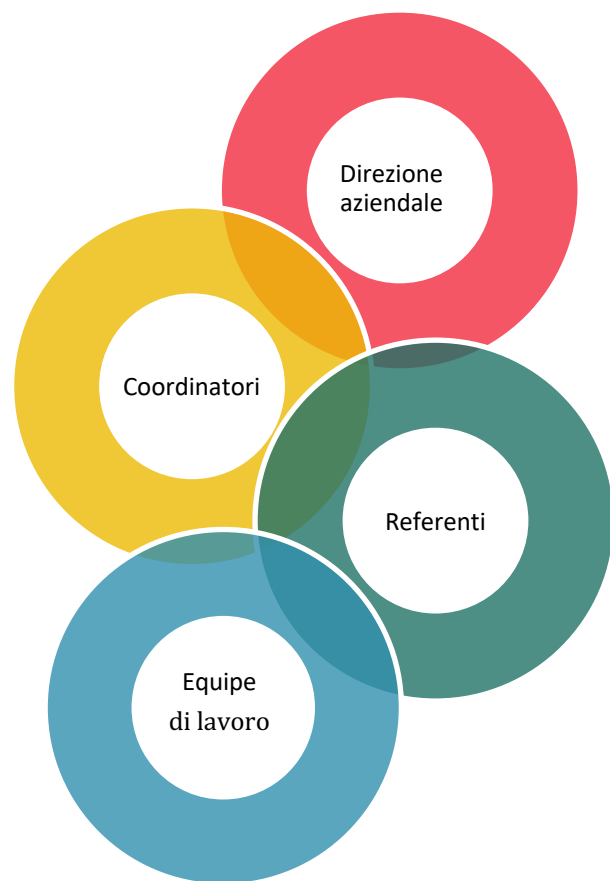 Direzione
aziendale
Coordinatori
Referenti
Equipe
di lavoro